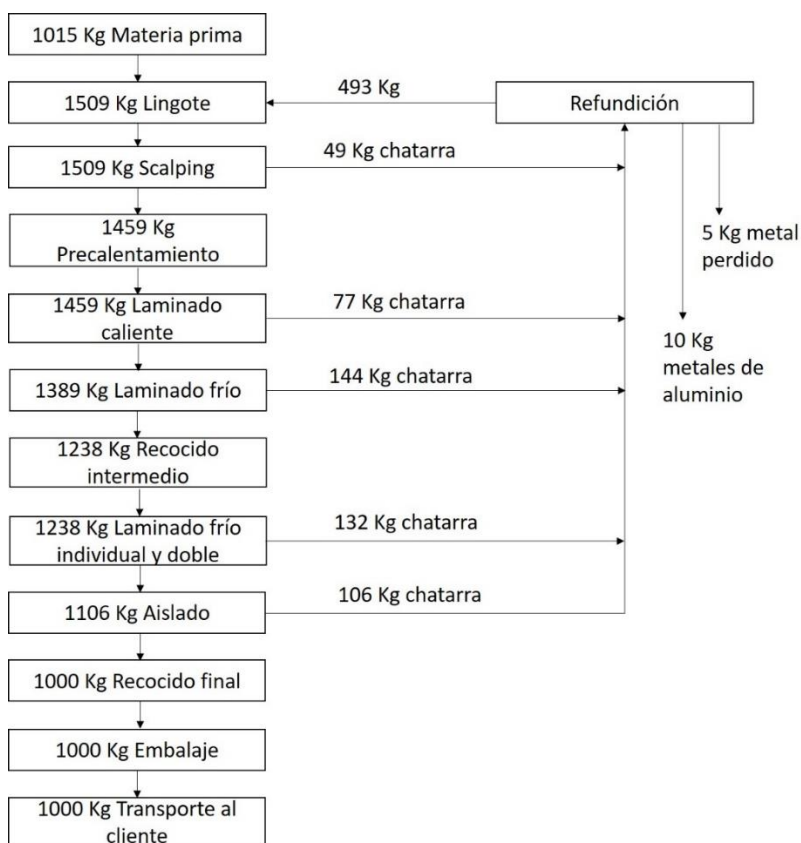 1015 Kg Materia prima
493 Kg
1509 Kg Lingote
Refundición
49 Kg chatarra
1509 Kg Scalping
1459 Kg
Precalentamiento
5 Kg metal
perdido
1459 Kg Laminado
caliente
77 Kg chatarra
10 Kg
metales de
aluminio
1389 Kg Laminado frío
144 Kg chatarra
1238 Kg Recocido
intermedio
1238 Kg Laminado frío
individual y doble
132 Kg chatarra
106 Kg chatarra
1106 Kg Aislado
1000 Kg Recocido final
1000 Kg Embalaje
1000 Kg Transporte al
cliente